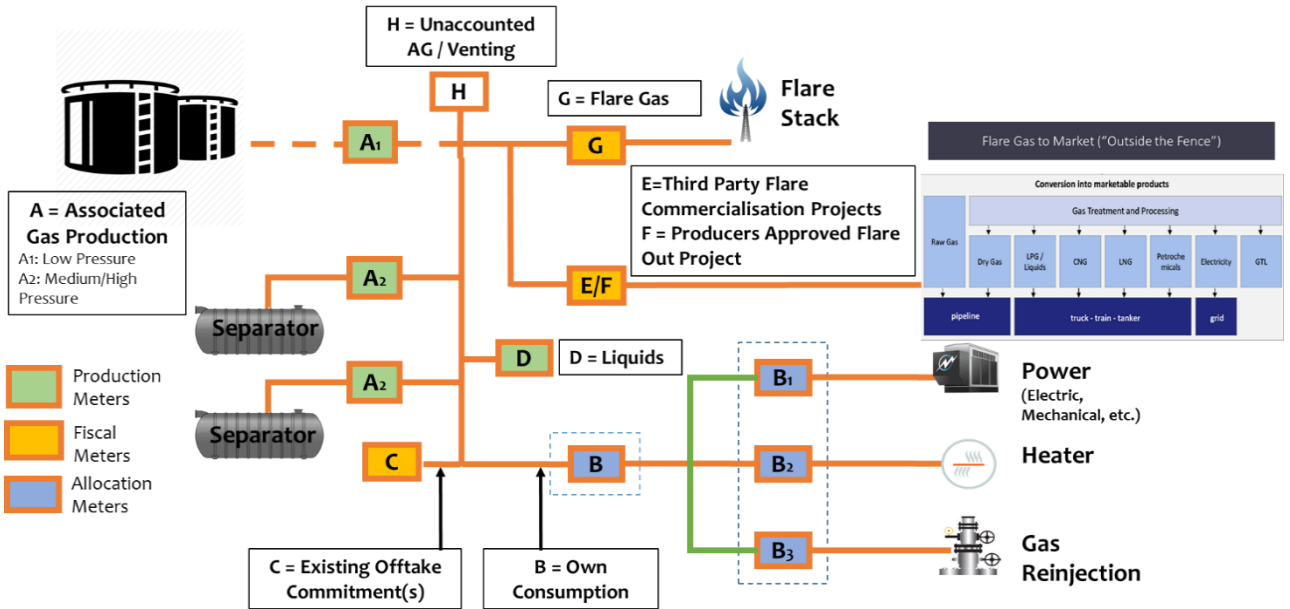 H = Unaccounted
AG / Venting
H
G = Flare Gas
Flare
Stack
A1
G
Flare Gas to Market ("Outside the Fence")
A = Associated
Gas Production
A1: Low Pressure
A2: Medium/High
Pressure
E=Third Party Flare
Commercialisation Projects
F = Producers Approved Flare
Out Project
Conversion into marketable products
Gas Treatment and Processing
Raw Gas
Dry Gas
LPG /
Liquids
CNG
LNG
Petroche
micals
Electricity
GTL
pipeline
truck - train - tanker
grid
A2
E/F
Separator
D
D = Liquids
A2
Separator
Production
Meters
Fiscal
Meters
Allocation
Meters
B1
Power
(Electric,
Mechanical, etc.)
C
B
B2
Heater
B3
Gas
Reinjection
C = Existing Offtake
Commitment(s)
B = Own
Consumption